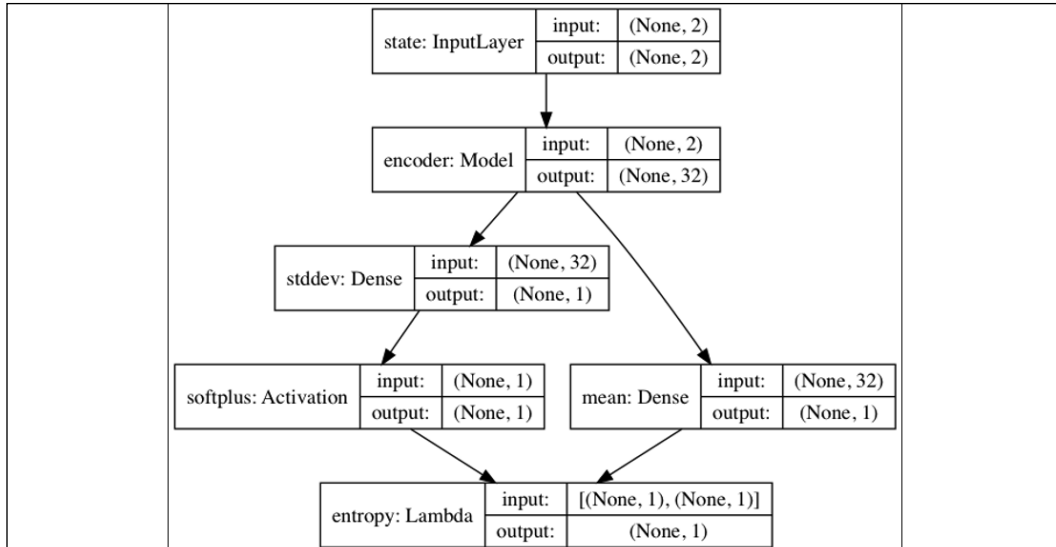 state: InputLayer
input: (None, 2)
output: (None, 2)
encoder: Model
input: (None, 2)
output: (None, 32)
stddev: Dense
input: (None, 32)
output: (None, 1)
softplus: Activation
input: (None, 1)
output: (None, 1)
mean: Dense
input: (None, 32)
output: (None, 1)
entropy: Lambda
input: [(None, 1), (None, 1)]
output: (None, 1)